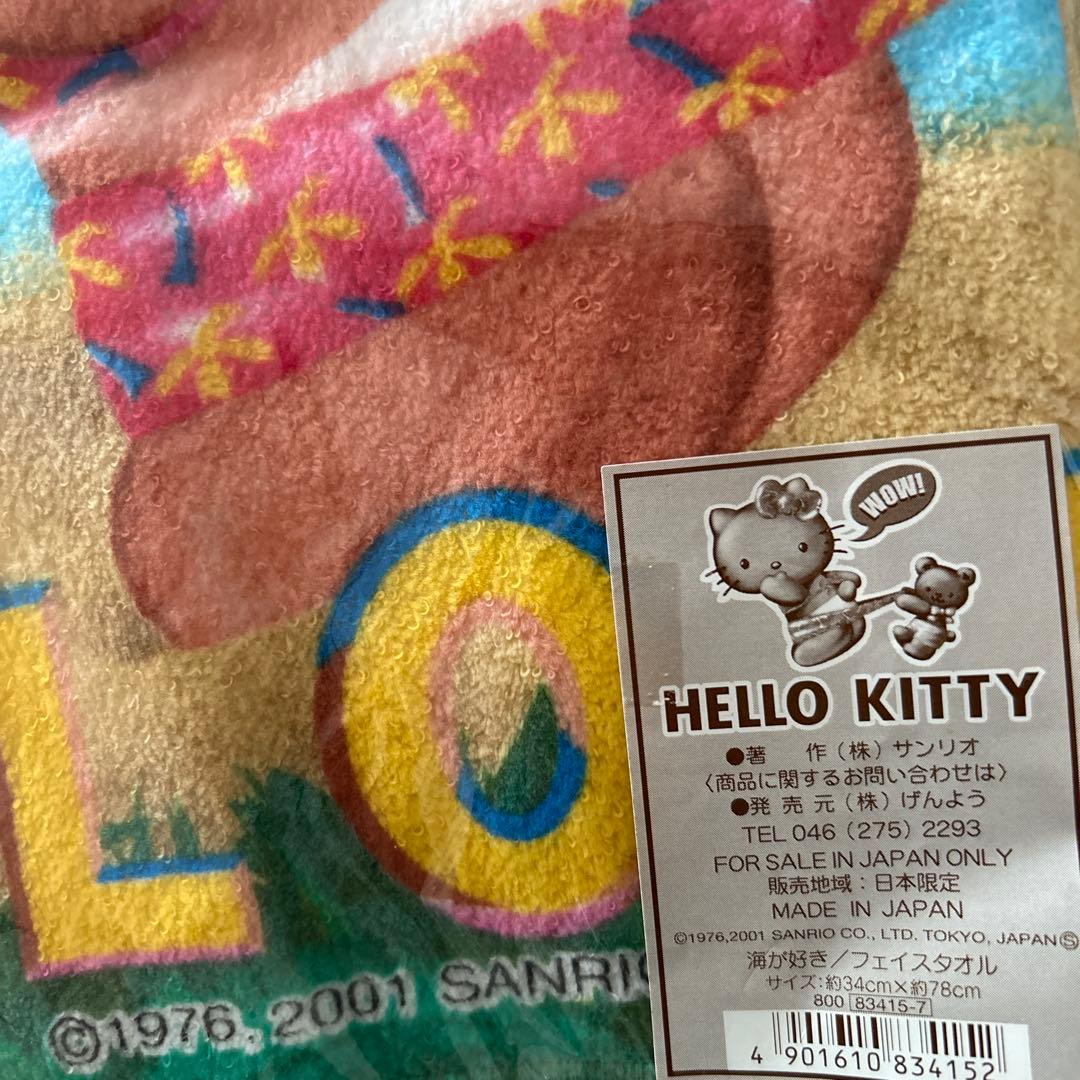 LO
©1976, 2001 SANRIO
WOW!
HELLO KITTY
●著 作(株)サンリオ
〈商品に関するお問い合わせは〉
●発売元(株)げんよう
TEL 046(275)2293
FOR SALE IN JAPAN ONLY
販売地域:日本限定
MADE IN JAPAN
©1976,2001 SANRIO CO., LTD. TOKYO, JAPAN Ⓢ
海が好き/フェイスタオル
サイズ:約34cm×約78cm
800 83415-7
4 901610 834152